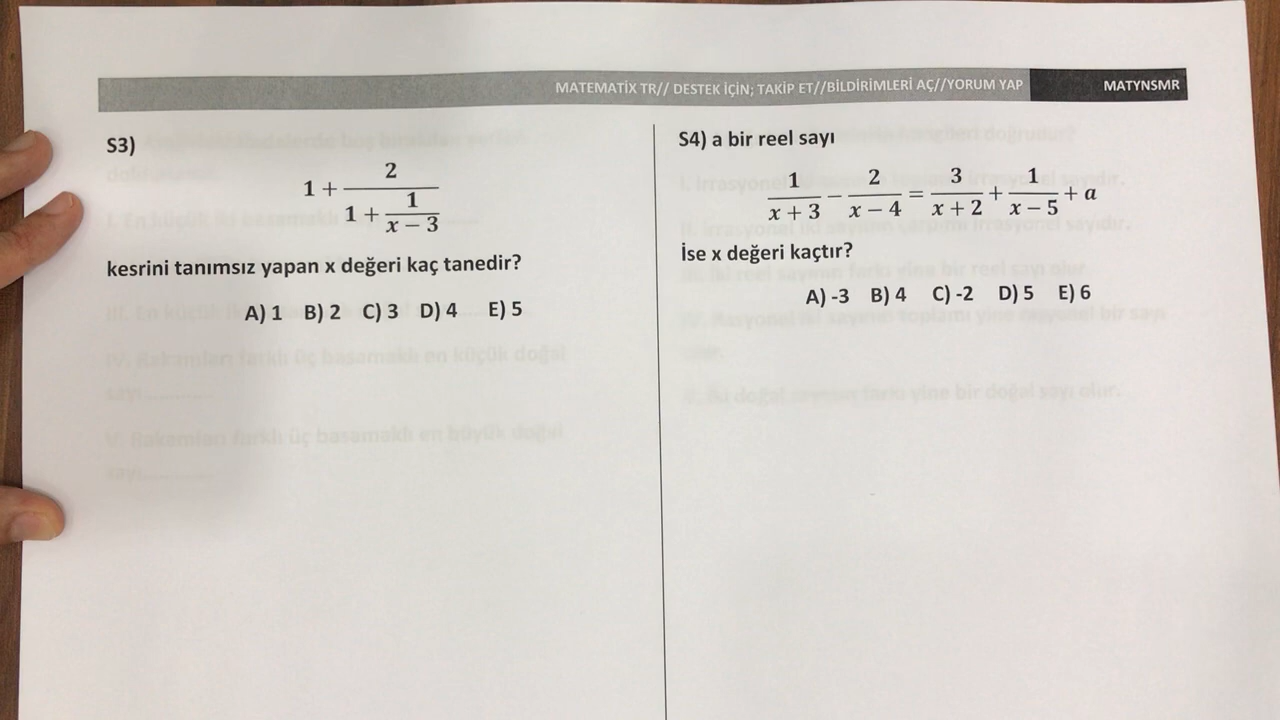 MATEMATİX TR// DESTEK İÇİN; TAKİP ET//BİLDİRİMLERİ AÇ//YORUM YAP MATYNSMR
S3)
1 + 2 / (1 + 1 / (x − 3))
kesrini tanımsız yapan x değeri kaç tanedir?
A) 1 B) 2 C) 3 D) 4 E) 5
S4) a bir reel sayı
1/(x + 3) − 2/(x − 4) = 3/(x + 2) + 1/(x − 5) + a
İse x değeri kaçtır?
A) -3 B) 4 C) -2 D) 5 E) 6